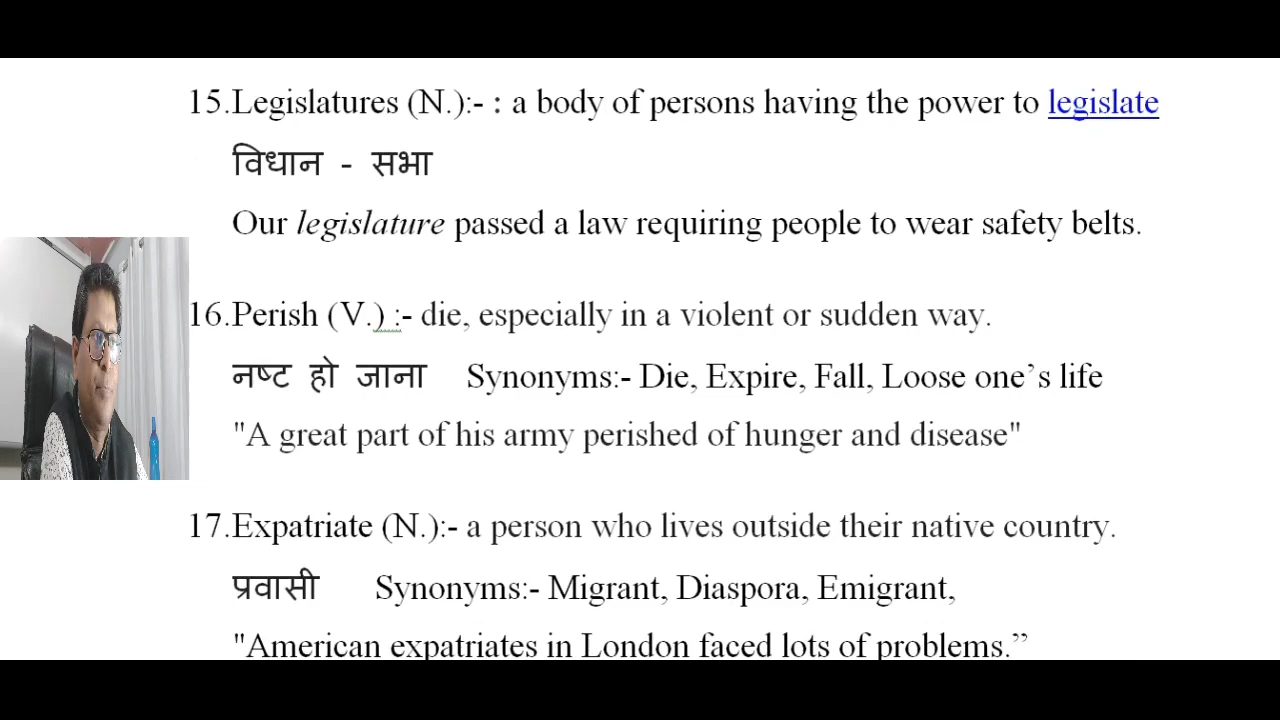 15.Legislatures (N.):- : a body of persons having the power to legislate
विधान - सभा
Our legislature passed a law requiring people to wear safety belts.
16.Perish (V.) :- die, especially in a violent or sudden way.
नष्ट हो जाना Synonyms:- Die, Expire, Fall, Loose one’s life
"A great part of his army perished of hunger and disease"
17.Expatriate (N.):- a person who lives outside their native country.
प्रवासी Synonyms:- Migrant, Diaspora, Emigrant,
"American expatriates in London faced lots of problems.”